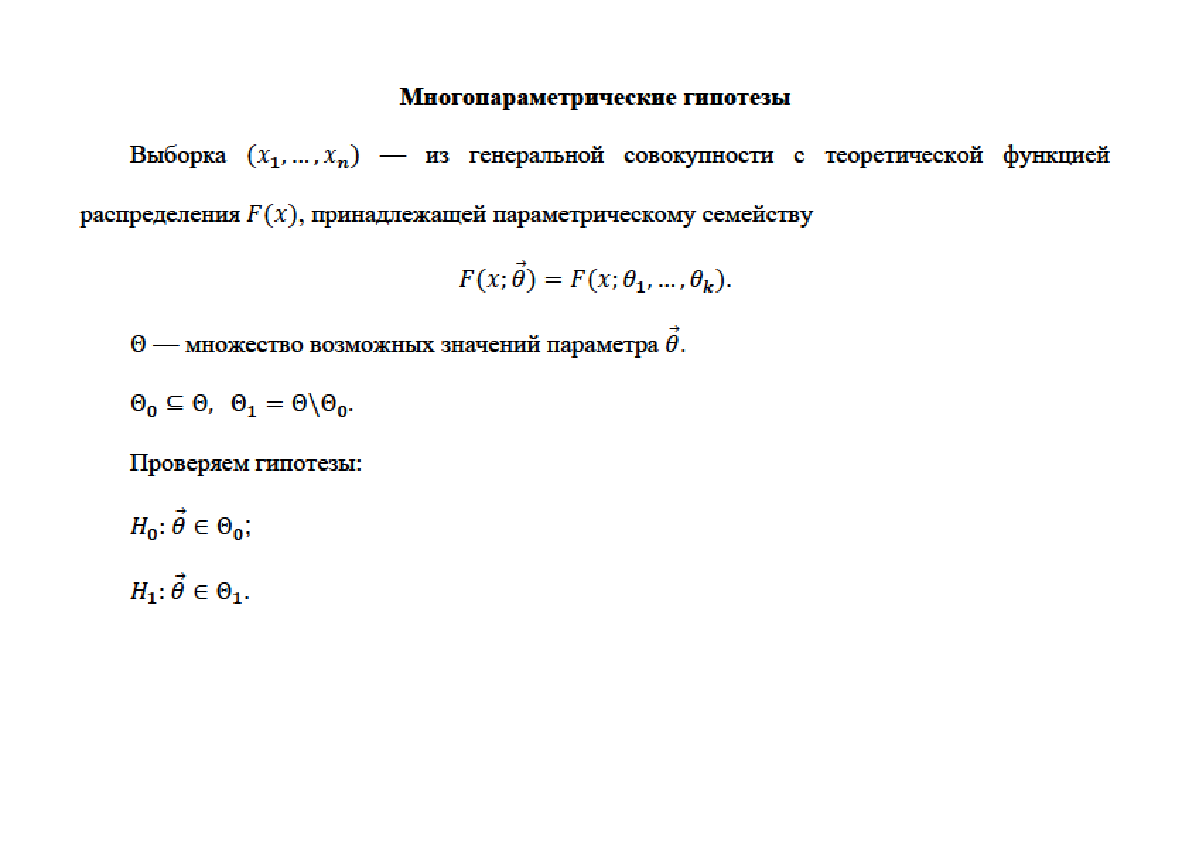 Многопараметрические гипотезы
Выборка (x₁, …, xₙ) — из генеральной совокупности с теоретической функцией
распределения F(x), принадлежащей параметрическому семейству
F(x; θ⃗) = F(x; θ₁, …, θₖ).
Θ — множество возможных значений параметра θ⃗.
Θ₀ ⊆ Θ, Θ₁ = Θ\Θ₀.
Проверяем гипотезы:
H₀: θ⃗ ∈ Θ₀;
H₁: θ⃗ ∈ Θ₁.